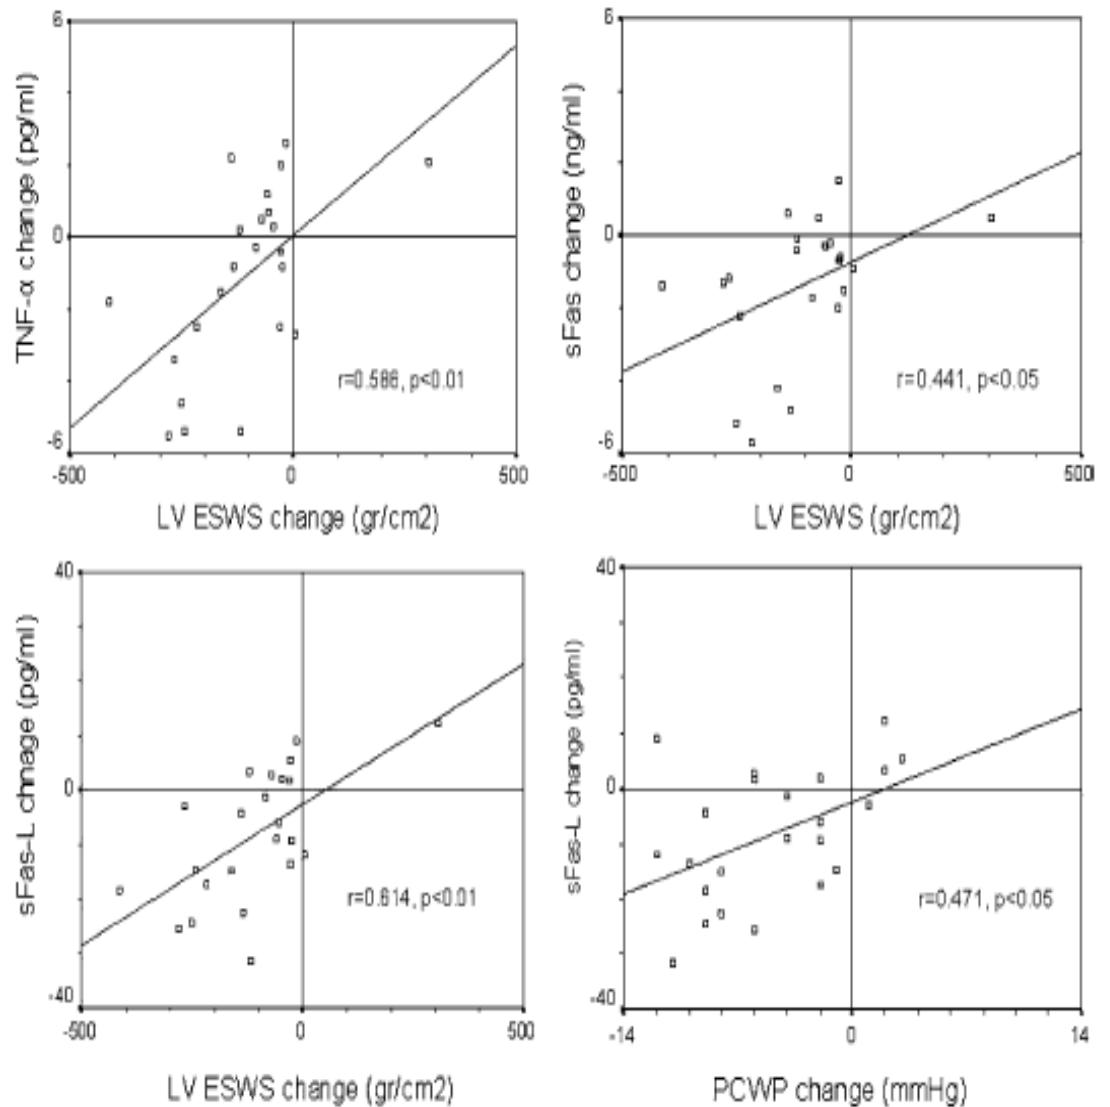 6
TNF-α change (pg/ml)
0
-6
r=0.586, p<0.01
-500
0
500
LV ESWS change (gr/cm2)
6
sFas change (ng/ml)
0
-6
r=0.441, p<0.05
-500
0
500
LV ESWS (gr/cm2)
40
sFas-L chnage (pg/ml)
0
-40
r=0.614, p<0.01
-500
0
500
LV ESWS change (gr/cm2)
40
sFas-L change (pg/ml)
0
-40
r=0.471, p<0.05
-14
0
14
PCWP change (mmHg)